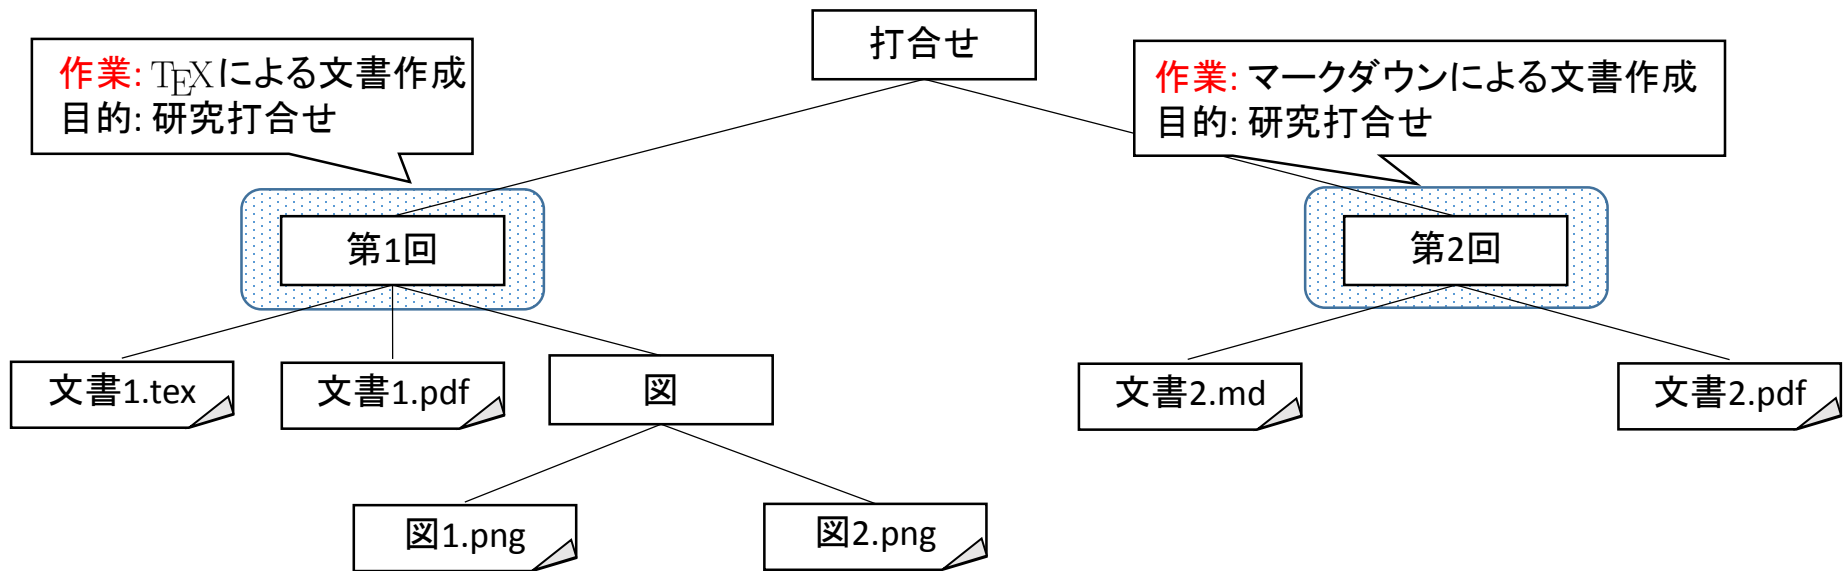 打合せ
作業: TEXによる文書作成
目的: 研究打合せ
作業: マークダウンによる文書作成
目的: 研究打合せ
第1回
第2回
文書1.tex
文書1.pdf
図
文書2.md
文書2.pdf
図1.png
図2.png